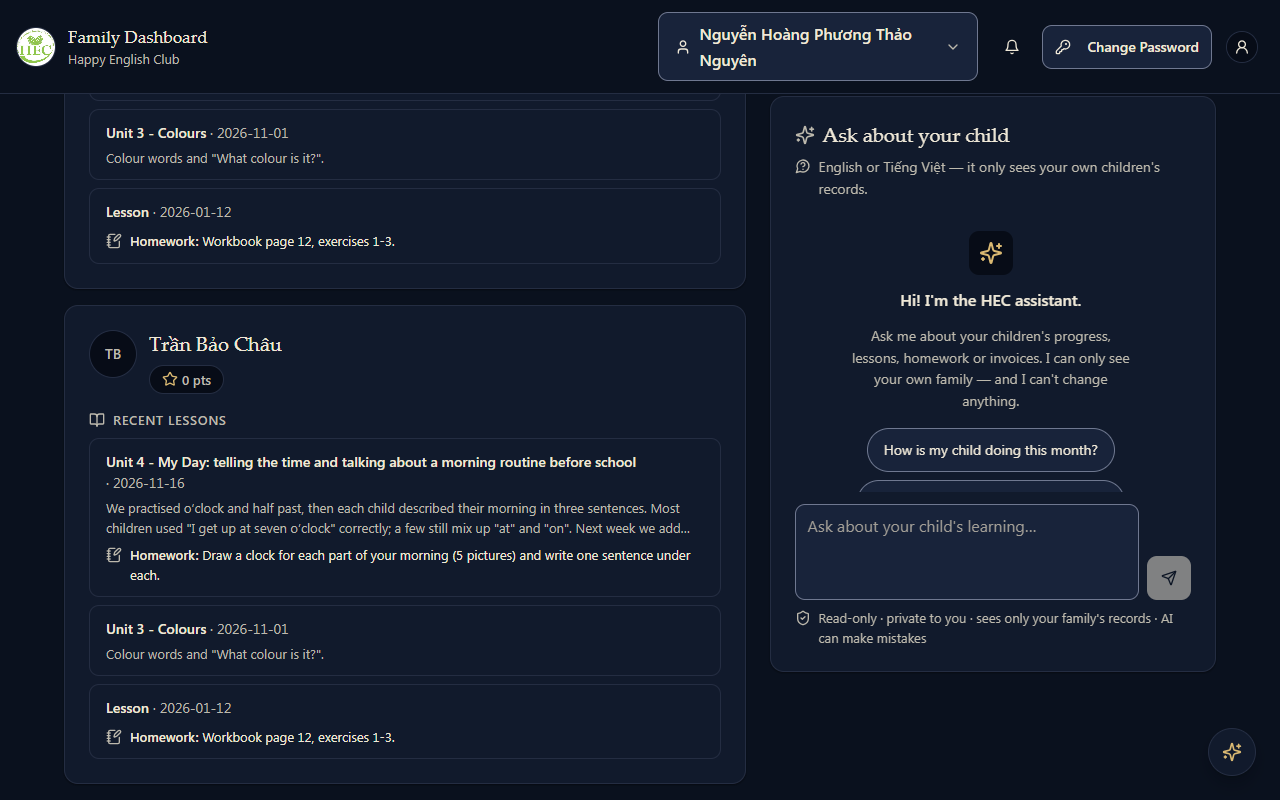 HEC
Family Dashboard
Happy English Club
Nguyễn Hoàng Phương Thảo
Nguyên
Change Password
Unit 3 - Colours · 2026-11-01
Colour words and "What colour is it?".
Lesson · 2026-01-12
Homework: Workbook page 12, exercises 1-3.
TB
Trần Bảo Châu
0 pts
RECENT LESSONS
Unit 4 - My Day: telling the time and talking about a morning routine before school
· 2026-11-16
We practised o’clock and half past, then each child described their morning in three sentences. Most
children used "I get up at seven o’clock" correctly; a few still mix up "at" and "on". Next week we add...
Homework: Draw a clock for each part of your morning (5 pictures) and write one sentence under
each.
Unit 3 - Colours · 2026-11-01
Colour words and "What colour is it?".
Lesson · 2026-01-12
Homework: Workbook page 12, exercises 1-3.
Ask about your child
English or Tiếng Việt — it only sees your own children's
records.
Hi! I'm the HEC assistant.
Ask me about your children's progress,
lessons, homework or invoices. I can only see
your own family — and I can't change
anything.
How is my child doing this month?
Ask about your child's learning...
Read-only · private to you · sees only your family's records · AI
can make mistakes